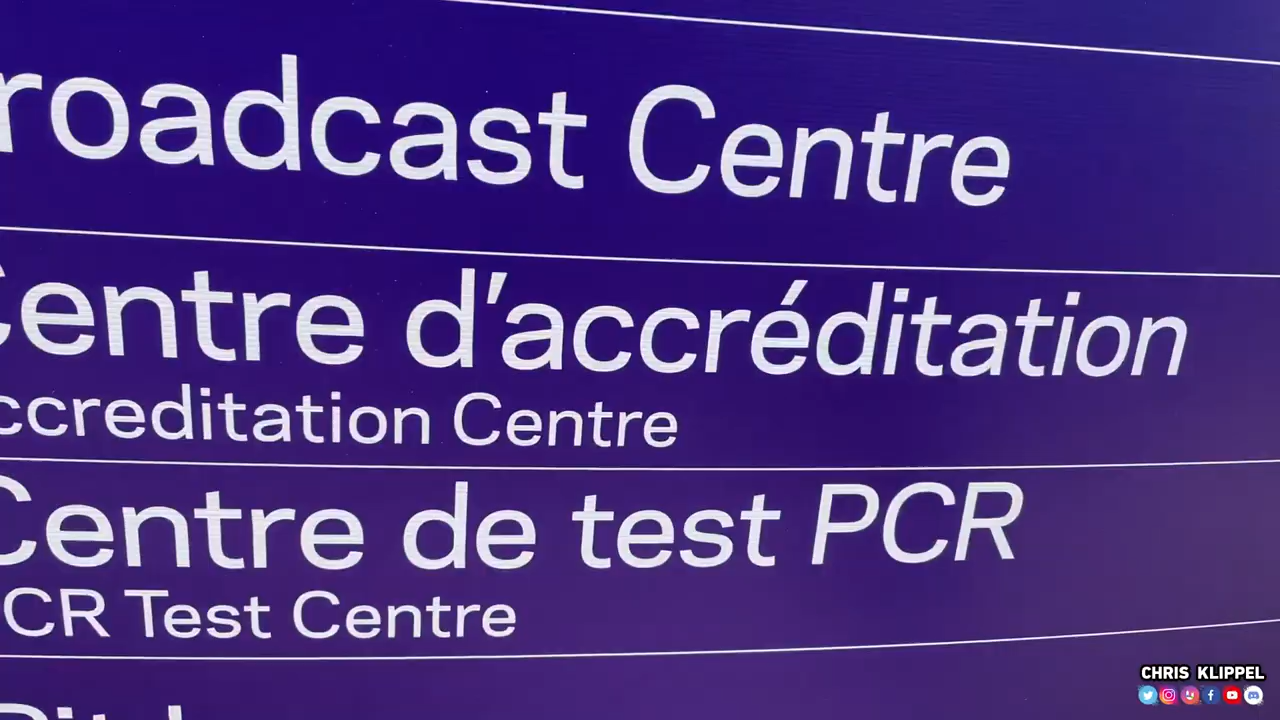 roadcast Centre
Centre d'accréditation
ccreditation Centre
Centre de test PCR
CR Test Centre
CHRIS KLIPPEL